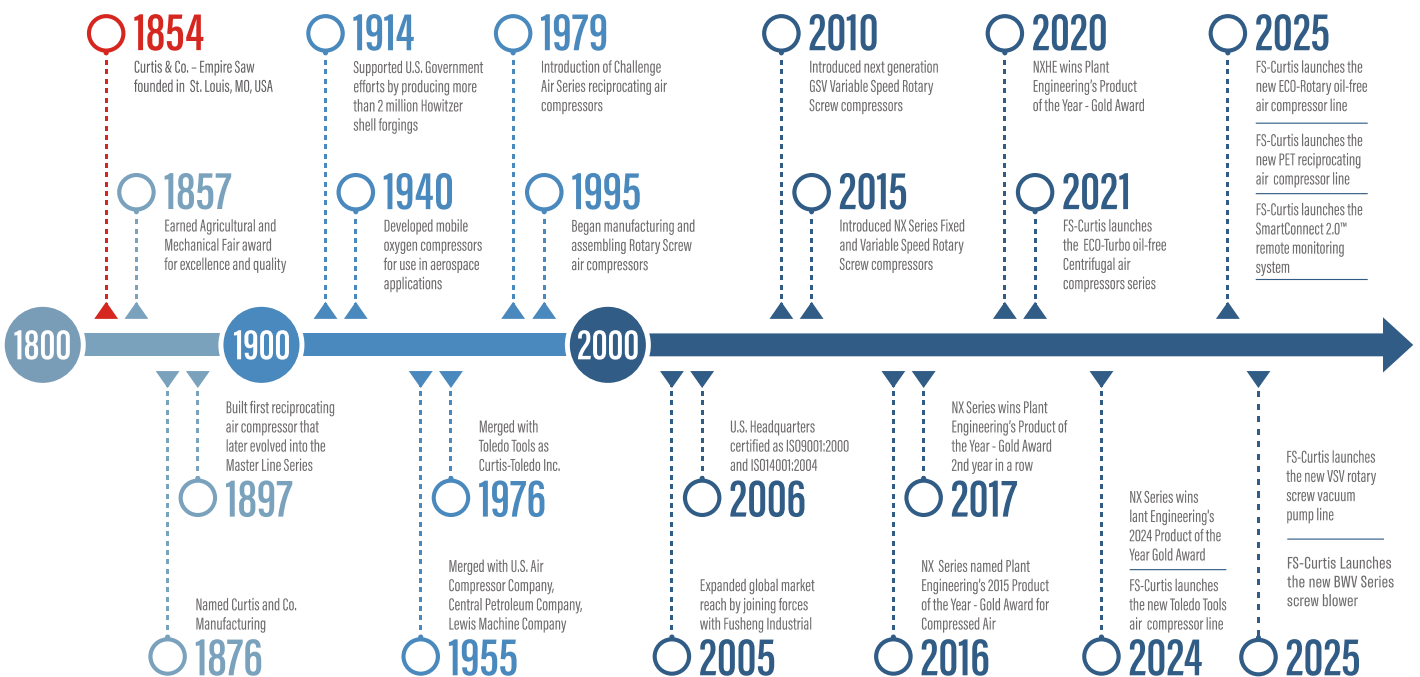 1854
Curtis & Co. – Empire Saw
founded in St. Louis, MO, USA
1857
Earned Agricultural and
Mechanical Fair award
for excellence and quality
1914
Supported U.S. Government
efforts by producing more
than 2 million Howitzer
shell forgings
1940
Developed mobile
oxygen compressors
for use in aerospace
applications
1979
Introduction of Challenge
Air Series reciprocating air
compressors
1995
Began manufacturing and
assembling Rotary Screw
air compressors
2010
Introduced next generation
GSV Variable Speed Rotary
Screw compressors
2015
Introduced NX Series Fixed
and Variable Speed Rotary
Screw compressors
2020
NXHE wins Plant
Engineering's Product
of the Year - Gold Award
2021
FS-Curtis launches
the ECO-Turbo oil-free
Centrifugal air
compressors series
2025
FS-Curtis launches the
new ECO-Rotary oil-free
air compressor line
FS-Curtis launches the
new PET reciprocating
air compressor line
FS-Curtis launches the
SmartConnect 2.0™
remote monitoring
system
1800
1900
2000
Built first reciprocating
air compressor that
later evolved into the
Master Line Series
1897
Named Curtis and Co.
Manufacturing
1876
Merged with
Toledo Tools as
Curtis-Toledo Inc.
1976
Merged with U.S. Air
Compressor Company,
Central Petroleum Company,
Lewis Machine Company
1955
U.S. Headquarters
certified as ISO9001:2000
and ISO14001:2004
2006
Expanded global market
reach by joining forces
with Fusheng Industrial
2005
NX Series wins Plant
Engineering's Product of
the Year - Gold Award
2nd year in a row
2017
NX Series named Plant
Engineering's 2015 Product
of the Year - Gold Award for
Compressed Air
2016
NX Series wins
lant Engineering's
2024 Product of the
Year Gold Award
FS-Curtis launches
the new Toledo Tools
air compressor line
2024
FS-Curtis launches
the new VSV rotary
screw vacuum
pump line
FS-Curtis Launches
the new BWV Series
screw blower
2025